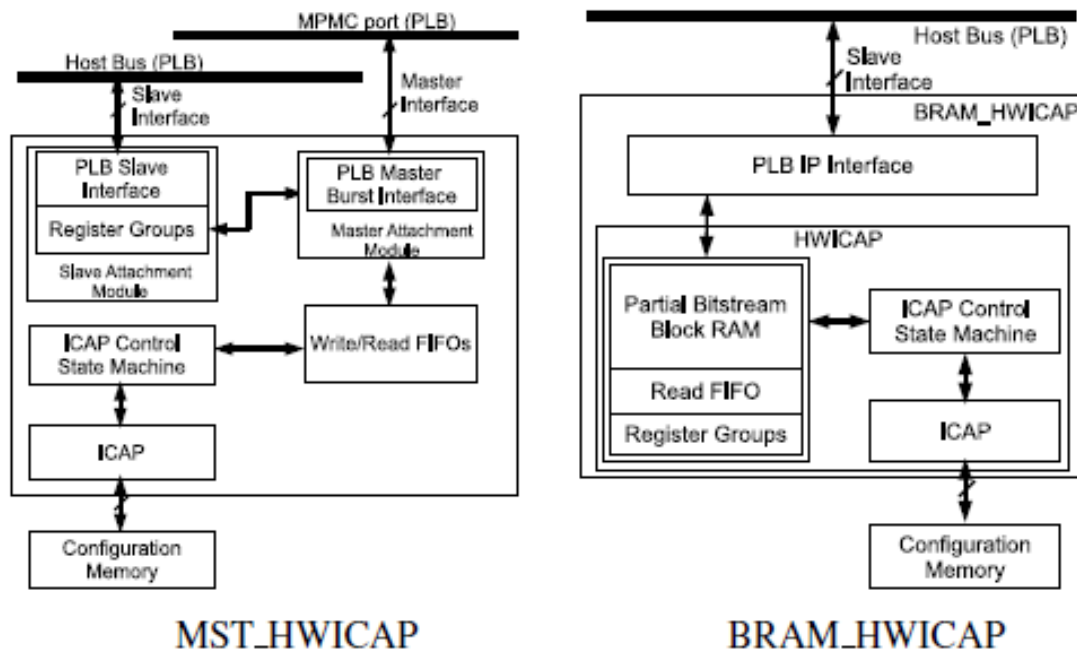 MPMC port (PLB)
Host Bus (PLB)
Slave
Interface
Master
Interface
PLB Slave
Interface
Register Groups
Slave Attachment
Module
PLB Master
Burst Interface
Master Attachment
Module
ICAP Control
State Machine
Write/Read FIFOs
ICAP
Configuration
Memory
MST_HWICAP
Host Bus (PLB)
Slave
Interface
BRAM_HWICAP
PLB IP Interface
HWICAP
Partial Bitstream
Block RAM
Read FIFO
Register Groups
ICAP Control
State Machine
ICAP
Configuration
Memory
BRAM_HWICAP